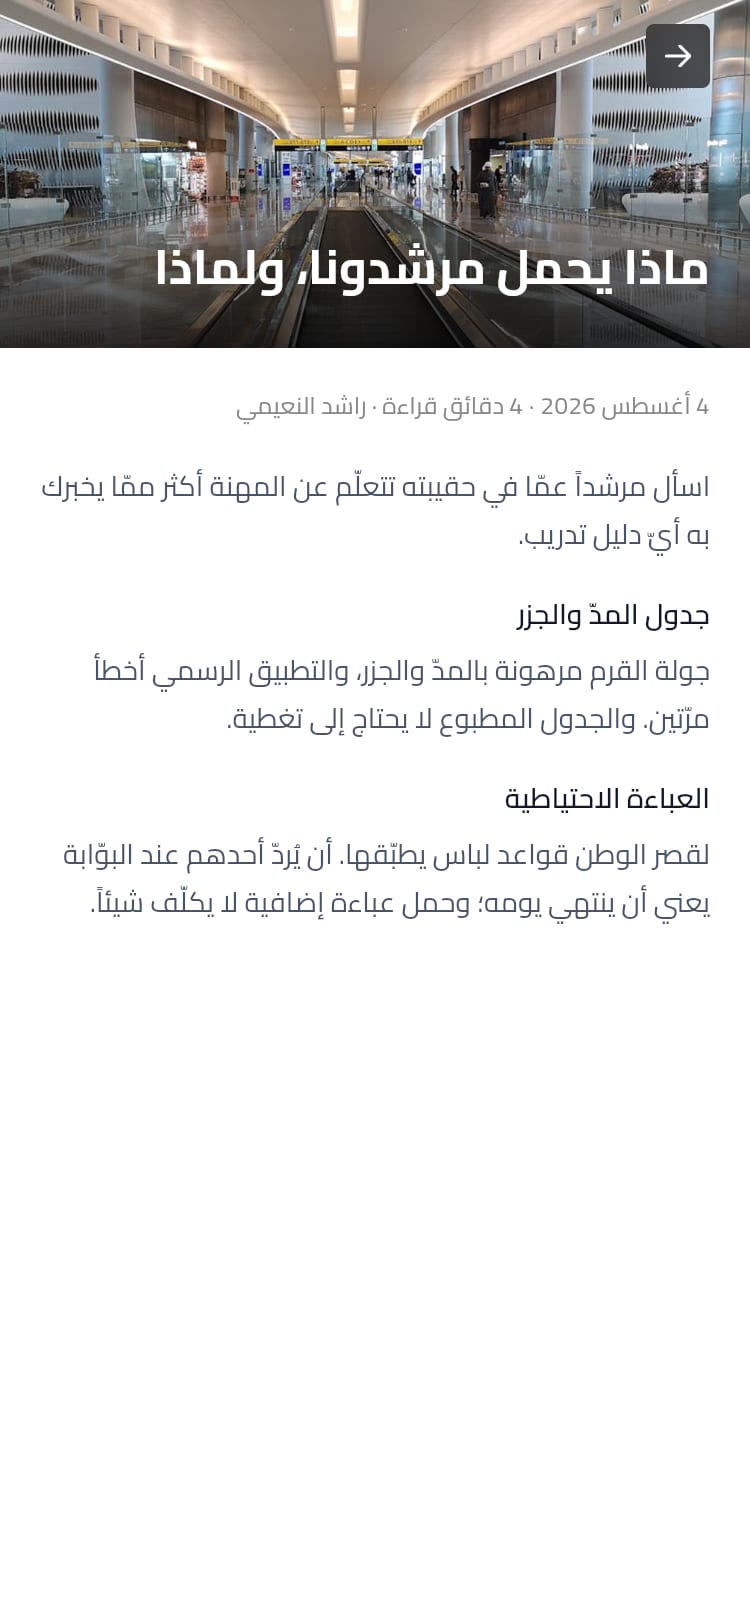 ماذا يحمل مرشدونا، ولماذا
4 أغسطس 2026 · 4 دقائق قراءة · راشد النعيمي
اسأل مرشداً عمّا في حقيبته تتعلّم عن المهنة أكثر ممّا يخبرك
به أيّ دليل تدريب.
جدول المدّ والجزر
جولة القرم مرهونة بالمدّ والجزر، والتطبيق الرسمي أخطأ
مرّتين. والجدول المطبوع لا يحتاج إلى تغطية.
العباءة الاحتياطية
لقصر الوطن قواعد لباس يطبّقها. أن يُردّ أحدهم عند البوّابة
يعني أن ينتهي يومه؛ وحمل عباءة إضافية لا يكلّف شيئاً.